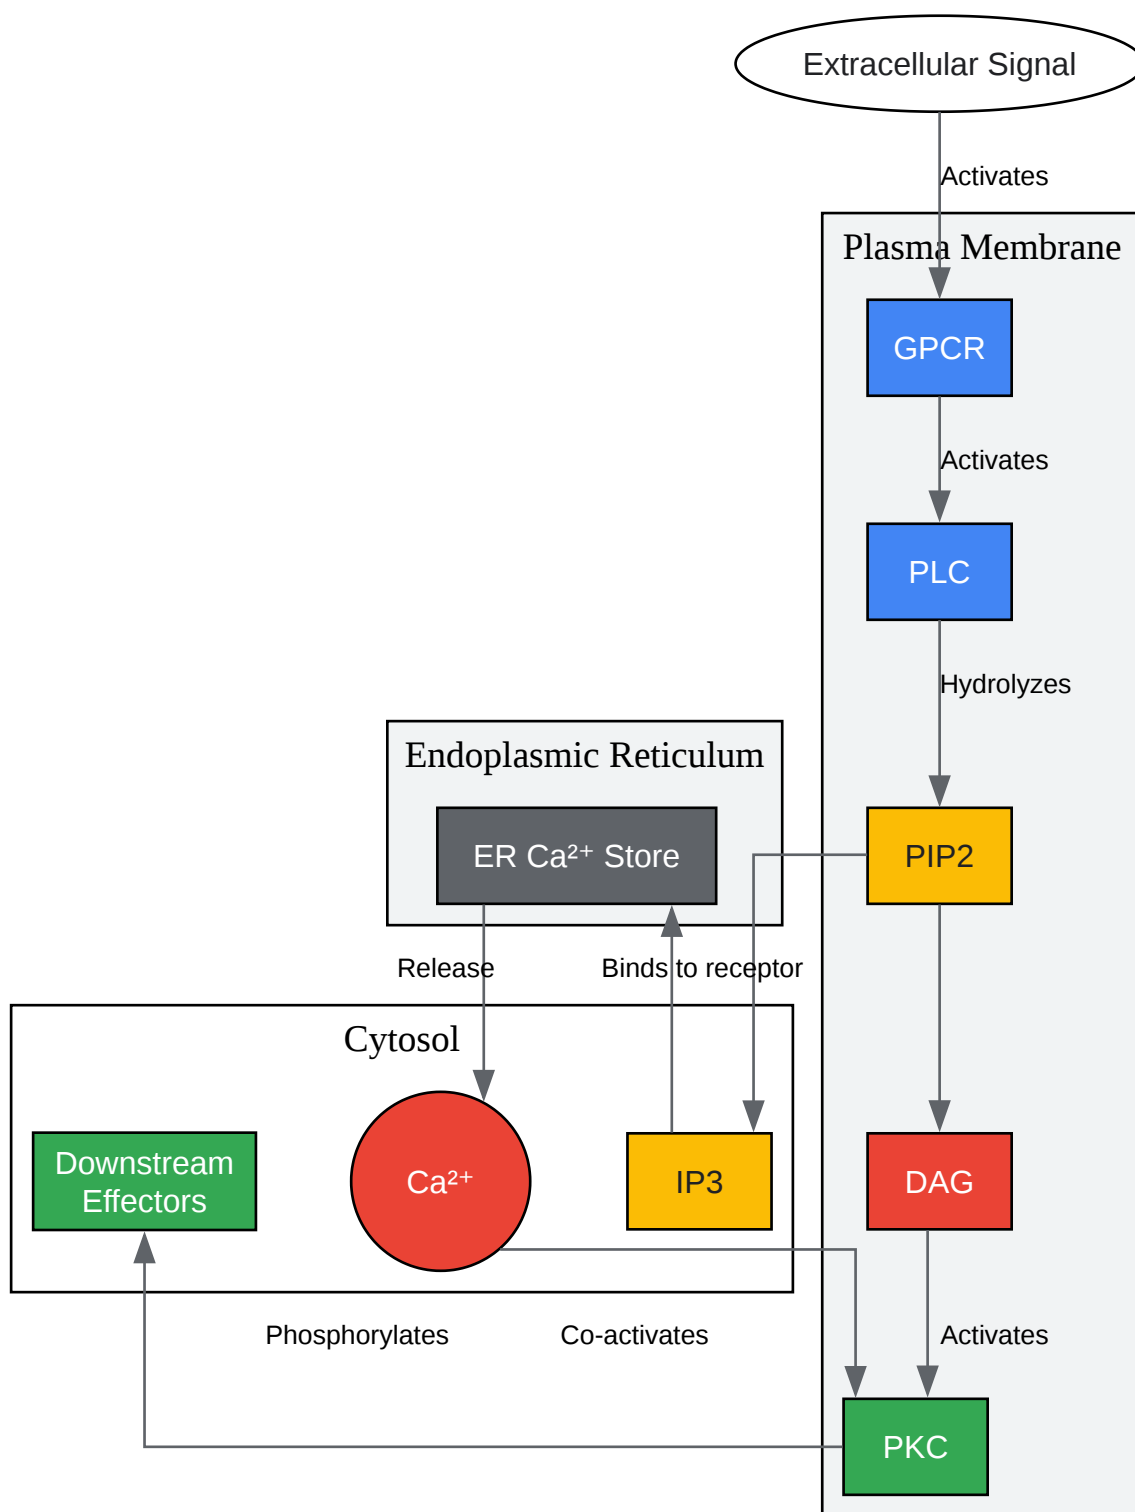 Extracellular Signal
Activates
Plasma Membrane
GPCR
Activates
PLC
Hydrolyzes
Endoplasmic Reticulum
ER Ca²⁺ Store
PIP2
Release
Binds to receptor
Cytosol
Downstream
Effectors
Ca²⁺
IP3
DAG
Phosphorylates
Co-activates
Activates
PKC